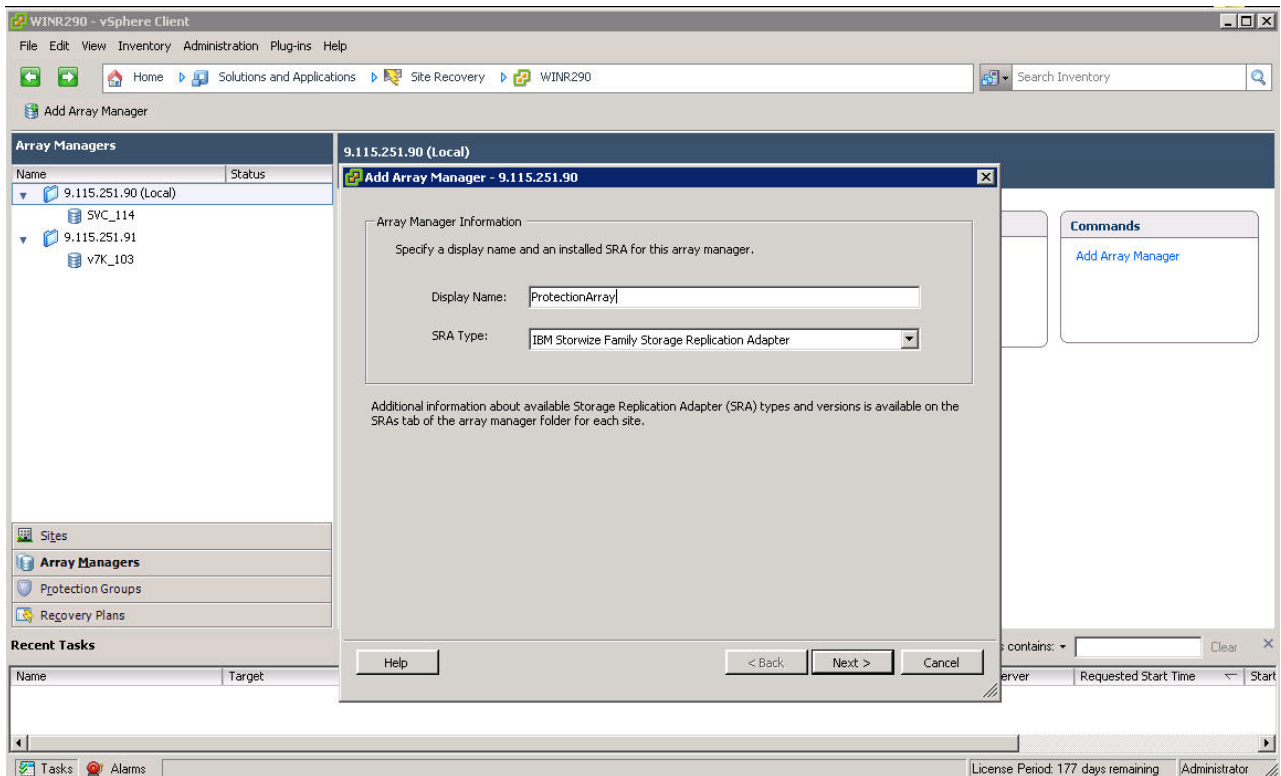 WINR290 - vSphere Client
File Edit View Inventory Administration Plug-ins Help
Home Solutions and Applications Site Recovery WINR290
Search Inventory
Add Array Manager
Array Managers
Name Status
9.115.251.90 (Local)
SVC_114
9.115.251.91
v7K_103
Sites
Array Managers
Protection Groups
Recovery Plans
9.115.251.90 (Local)
Commands
Add Array Manager
Add Array Manager - 9.115.251.90
Array Manager Information
Specify a display name and an installed SRA for this array manager.
Display Name: ProtectionArray
SRA Type: IBM Storwize Family Storage Replication Adapter
Additional information about available Storage Replication Adapter (SRA) types and versions is available on the
SRAs tab of the array manager folder for each site.
Help < Back Next > Cancel
Recent Tasks
contains: Clear
Name Target erver Requested Start Time Start
Tasks Alarms
License Period: 177 days remaining Administrator